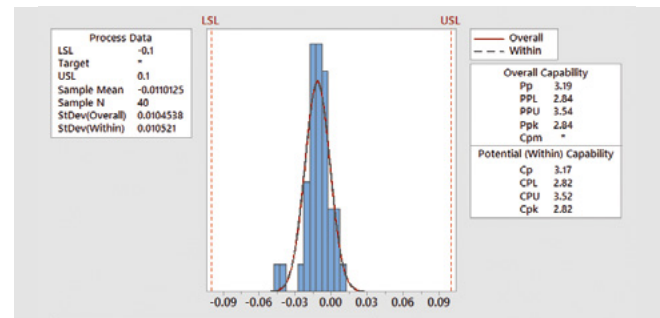 LSL USL
Process Data
LSL -0.1
Target *
USL 0.1
Sample Mean -0.0110125
Sample N 40
StDev(Overall) 0.0104538
StDev(Within) 0.010521
Overall
Within
Overall Capability
Pp 3.19
PPL 2.84
PPU 3.54
Ppk 2.84
Cpm *
Potential (Within) Capability
Cp 3.17
CPL 2.82
CPU 3.52
Cpk 2.82
-0.09 -0.06 -0.03 0.00 0.03 0.06 0.09